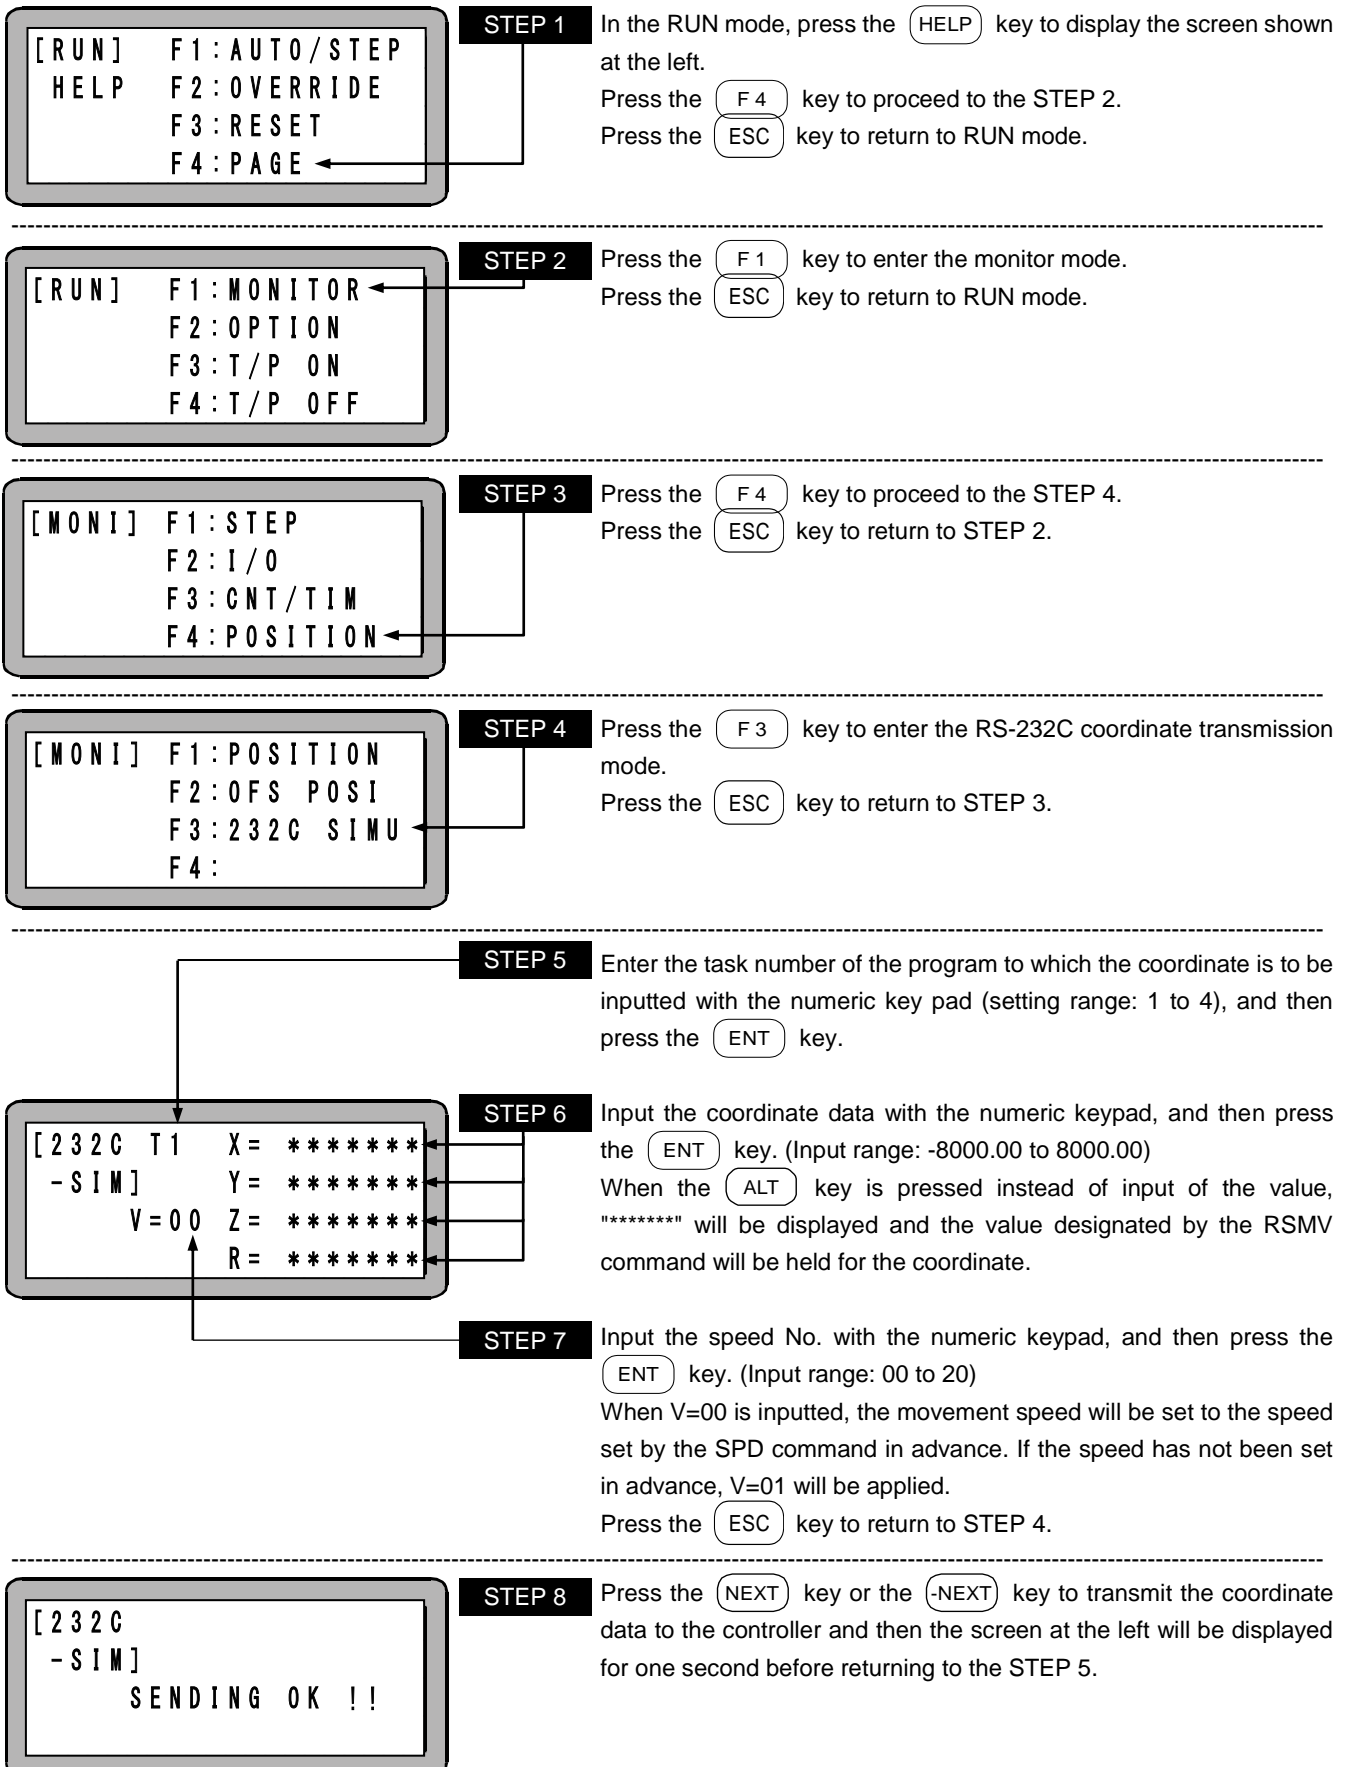 [RUN] F1:AUTO/STEP
HELP F2:OVERRIDE
F3:RESET
F4:PAGE
STEP 1
In the RUN mode, press the HELP key to display the screen shown
at the left.
Press the F4 key to proceed to the STEP 2.
Press the ESC key to return to RUN mode.
[RUN] F1:MONITOR
F2:OPTION
F3:T/P ON
F4:T/P OFF
STEP 2
Press the F1 key to enter the monitor mode.
Press the ESC key to return to RUN mode.
[MONI] F1:STEP
F2:I/O
F3:CNT/TIM
F4:POSITION
STEP 3
Press the F4 key to proceed to the STEP 4.
Press the ESC key to return to STEP 2.
[MONI] F1:POSITION
F2:OFS POSI
F3:232C SIMU
F4:
STEP 4
Press the F3 key to enter the RS-232C coordinate transmission
mode.
Press the ESC key to return to STEP 3.
STEP 5
Enter the task number of the program to which the coordinate is to be
inputted with the numeric key pad (setting range: 1 to 4), and then
press the ENT key.
[232C T1 X= *******
-SIM] Y= *******
V=00 Z= *******
R= *******
STEP 6
Input the coordinate data with the numeric keypad, and then press
the ENT key. (Input range: -8000.00 to 8000.00)
When the ALT key is pressed instead of input of the value,
"*******" will be displayed and the value designated by the RSMV
command will be held for the coordinate.
STEP 7
Input the speed No. with the numeric keypad, and then press the
ENT key. (Input range: 00 to 20)
When V=00 is inputted, the movement speed will be set to the speed
set by the SPD command in advance. If the speed has not been set
in advance, V=01 will be applied.
Press the ESC key to return to STEP 4.
[232C
-SIM]
SENDING OK !!
STEP 8
Press the NEXT key or the -NEXT key to transmit the coordinate
data to the controller and then the screen at the left will be displayed
for one second before returning to the STEP 5.